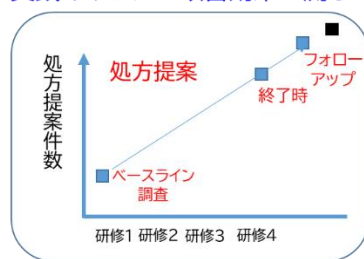 処方提案
フォロー
アップ
終了時
ベースライン
調査
処方提案件数
研修1 研修2 研修3 研修4